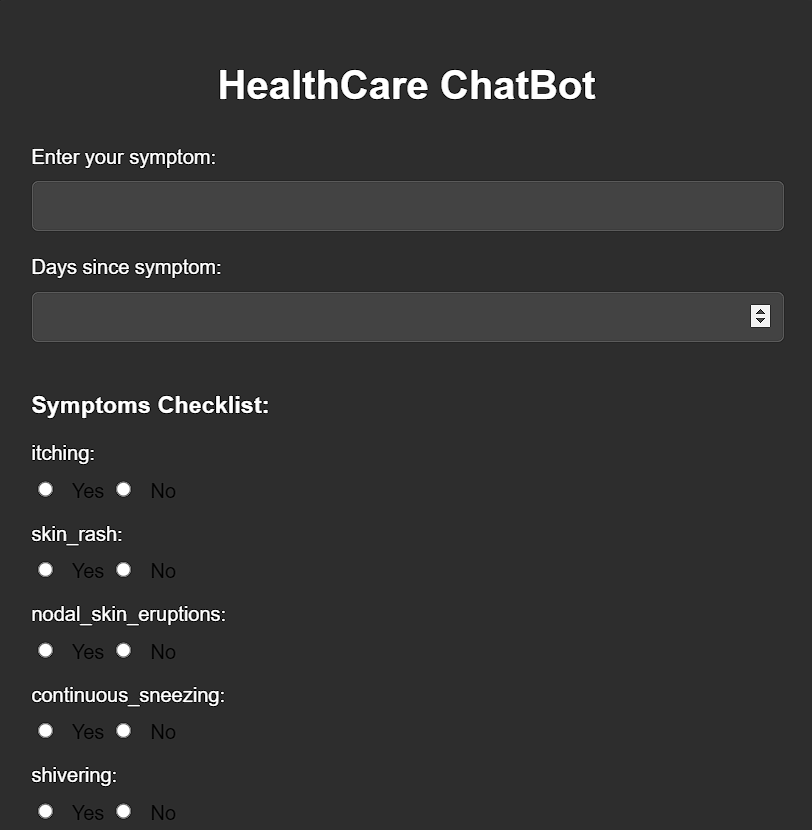 HealthCare ChatBot
Enter your symptom:
Days since symptom:
Symptoms Checklist:
itching:
Yes No
skin_rash:
Yes No
nodal_skin_eruptions:
Yes No
continuous_sneezing:
Yes No
shivering:
Yes No